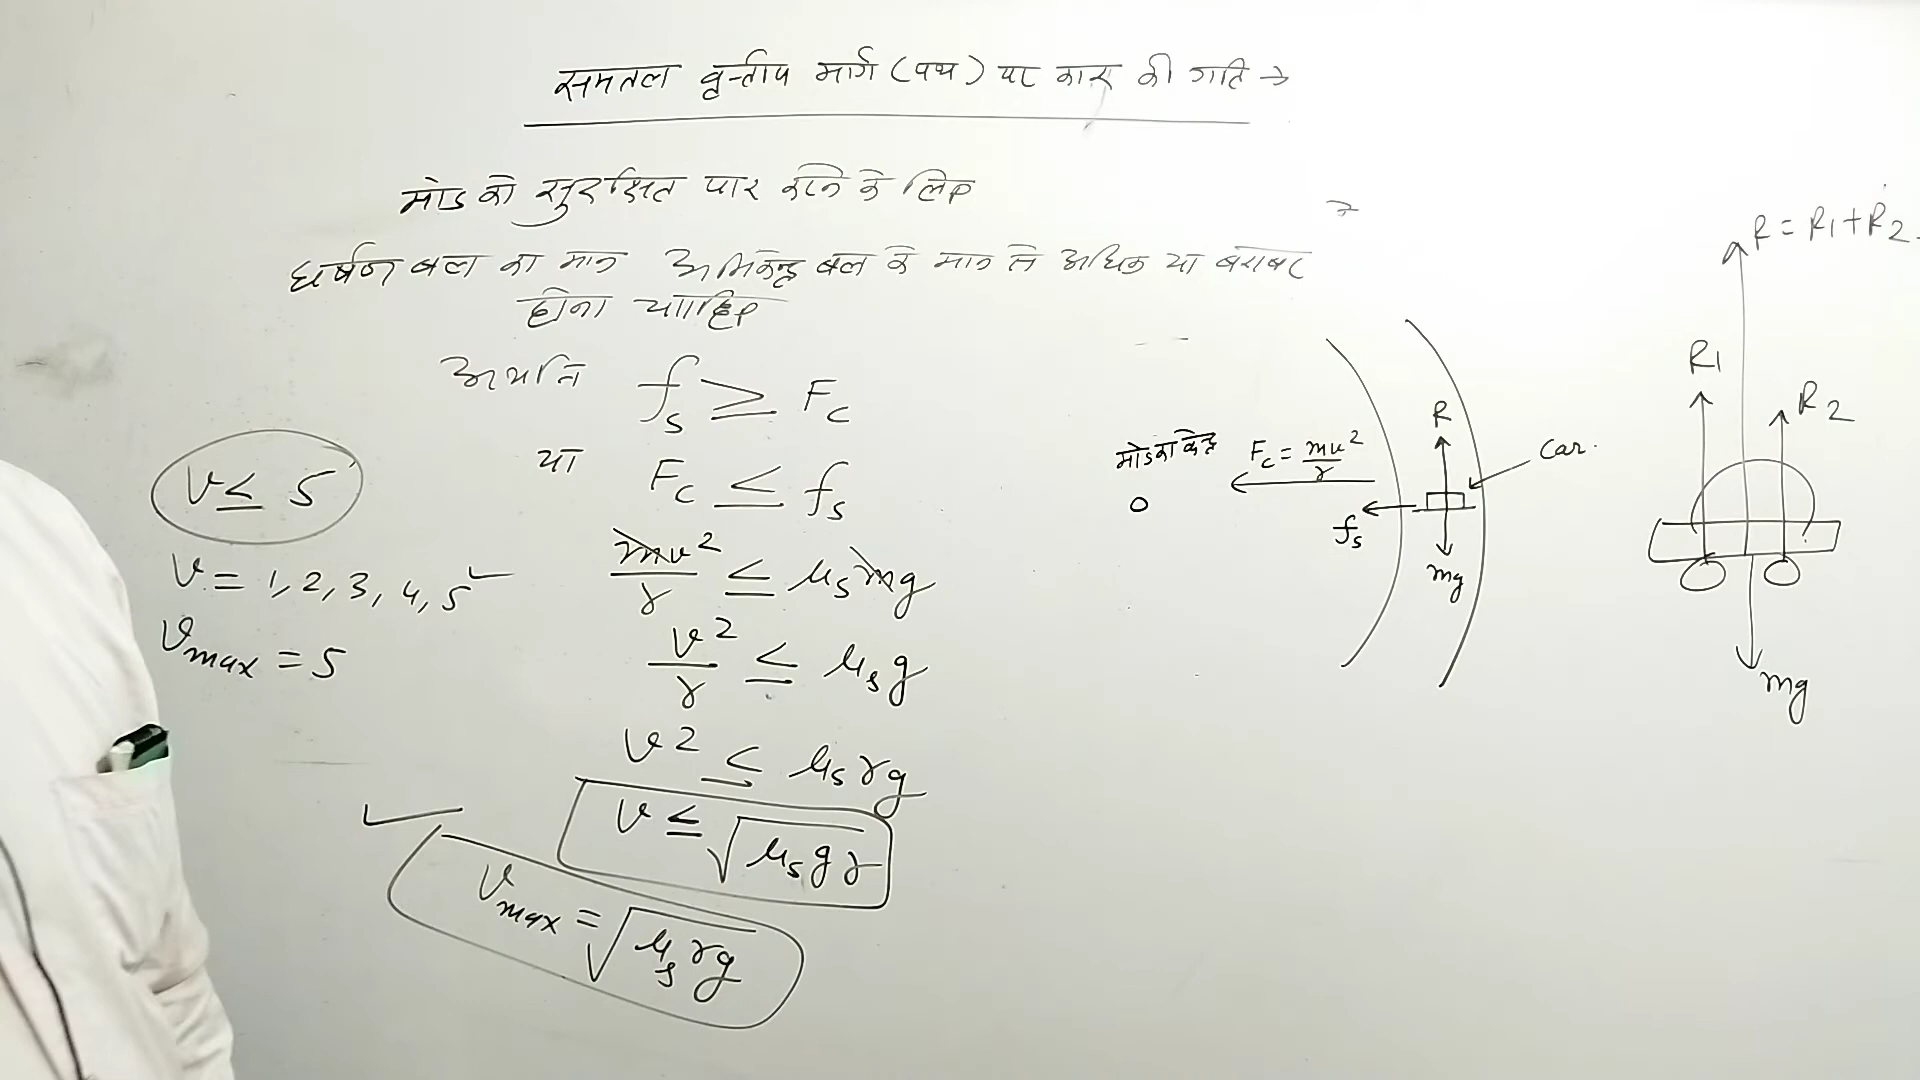 समतल वृत्तीय मार्ग (पथ) पर कार की गति →
मोड को सुरक्षित पार करने के लिए
घर्षण बल का मान अभिकेन्द्र बल के मान से अधिक या बराबर
होना चाहिए
अर्थात fs ≥ Fc
या Fc ≤ fs
mv²/r ≤ μs mg
v²/r ≤ μs g
v² ≤ μs rg
v ≤ √μs g r
vmax = √μs rg
v ≤ 5
v = 1, 2, 3, 4, 5 ✓
vmax = 5
मोड का केन्द्र
O
Fc = mv²/r
fs
R
mg
Car.
R = R1 + R2
R1
R2
mg